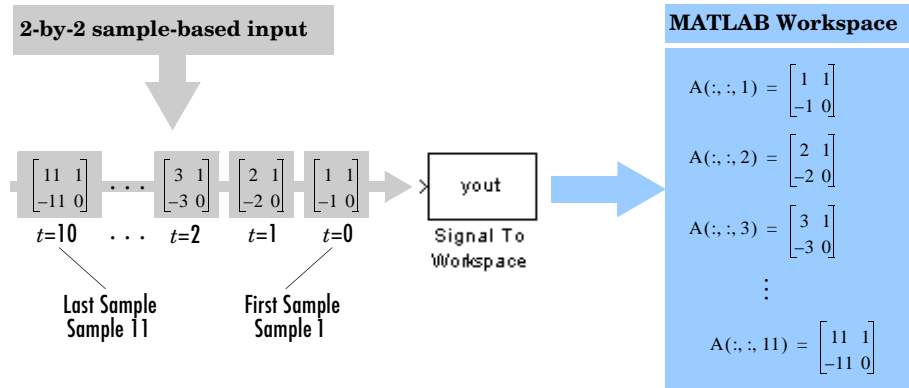 2-by-2 sample-based input
MATLAB Workspace
A(:, :, 1) = [1 1
-1 0]
A(:, :, 2) = [2 1
-2 0]
A(:, :, 3) = [3 1
-3 0]
⋮
A(:, :, 11) = [11 1
-11 0]
[11 1
-11 0]
. . .
[3 1
-3 0]
[2 1
-2 0]
[1 1
-1 0]
t=10 . . . t=2 t=1 t=0
Last Sample
Sample 11
First Sample
Sample 1
yout
Signal To
Workspace